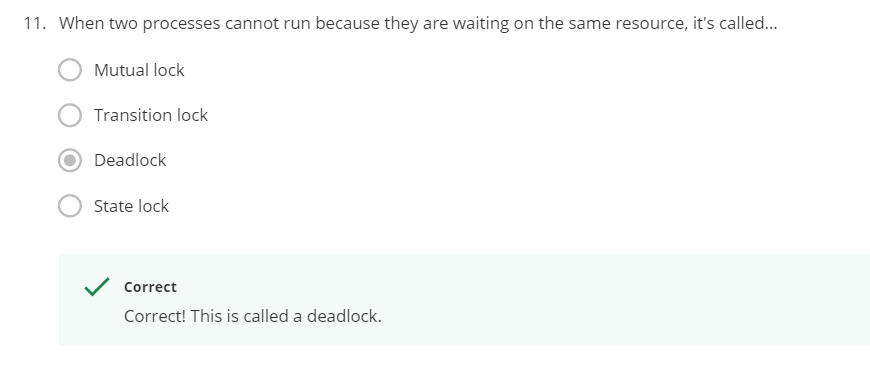 11. When two processes cannot run because they are waiting on the same resource, it's called...
Mutual lock
Transition lock
Deadlock
State lock
Correct
Correct! This is called a deadlock.